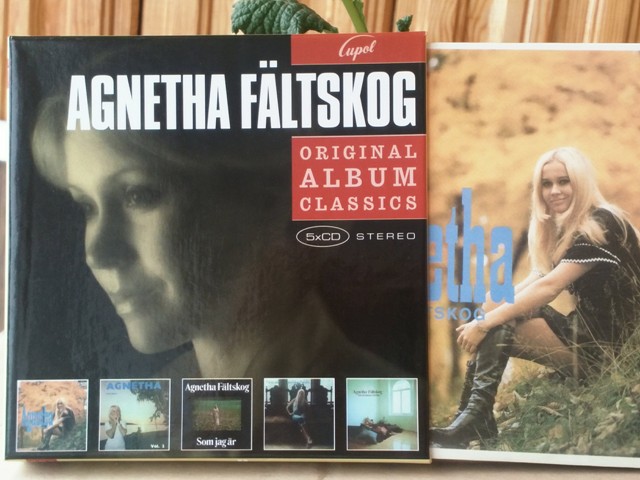 Cupol
AGNETHA FÄLTSKOG
ORIGINAL
ALBUM
CLASSICS
5xCD STEREO
etha
SKOG
AGNETHA
Vol. 2
Agnetha Fältskog
Som jag är
Agnetha Fältskog